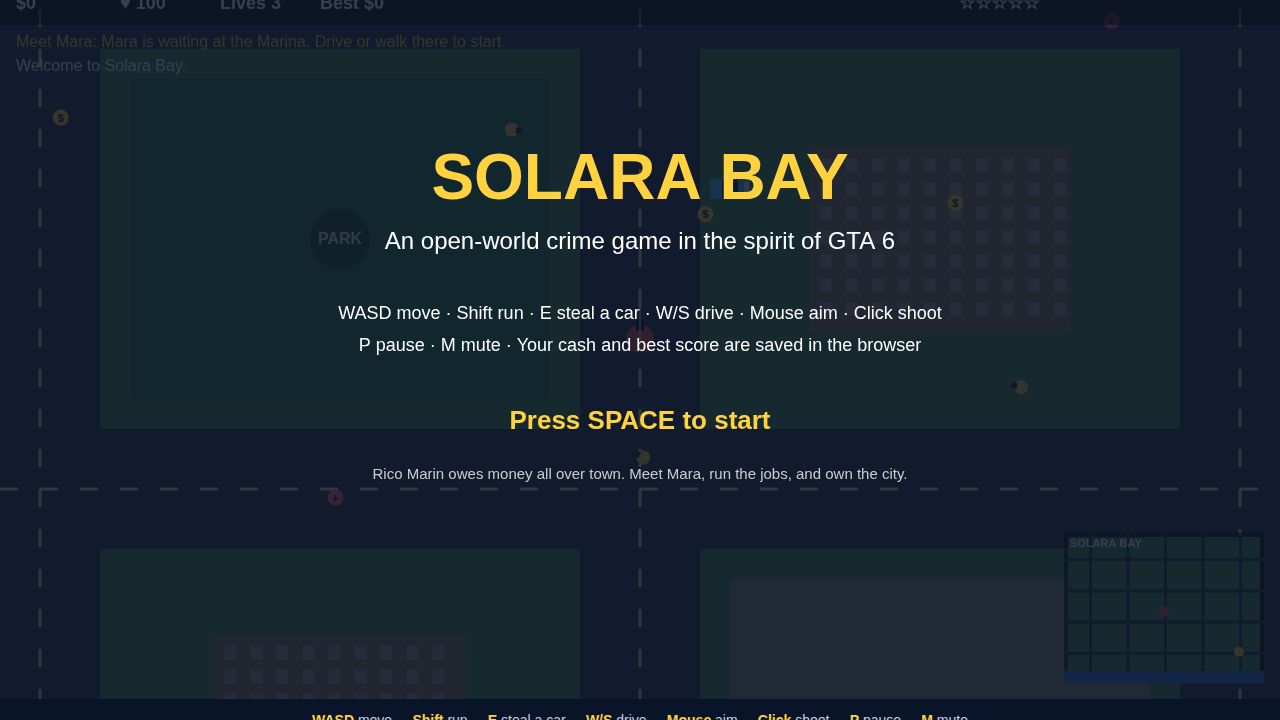 $0 ♥ 100 Lives 3 Best $0 ☆☆☆☆☆
Meet Mara: Mara is waiting at the Marina. Drive or walk there to start.
Welcome to Solara Bay.
$
SOLARA BAY
$
$
PARK
An open-world crime game in the spirit of GTA 6
WASD move · Shift run · E steal a car · W/S drive · Mouse aim · Click shoot
P pause · M mute · Your cash and best score are saved in the browser
Press SPACE to start
Rico Marin owes money all over town. Meet Mara, run the jobs, and own the city.
SOLARA BAY
WASD move Shift run E steal a car W/S drive Mouse aim Click shoot P pause M mute